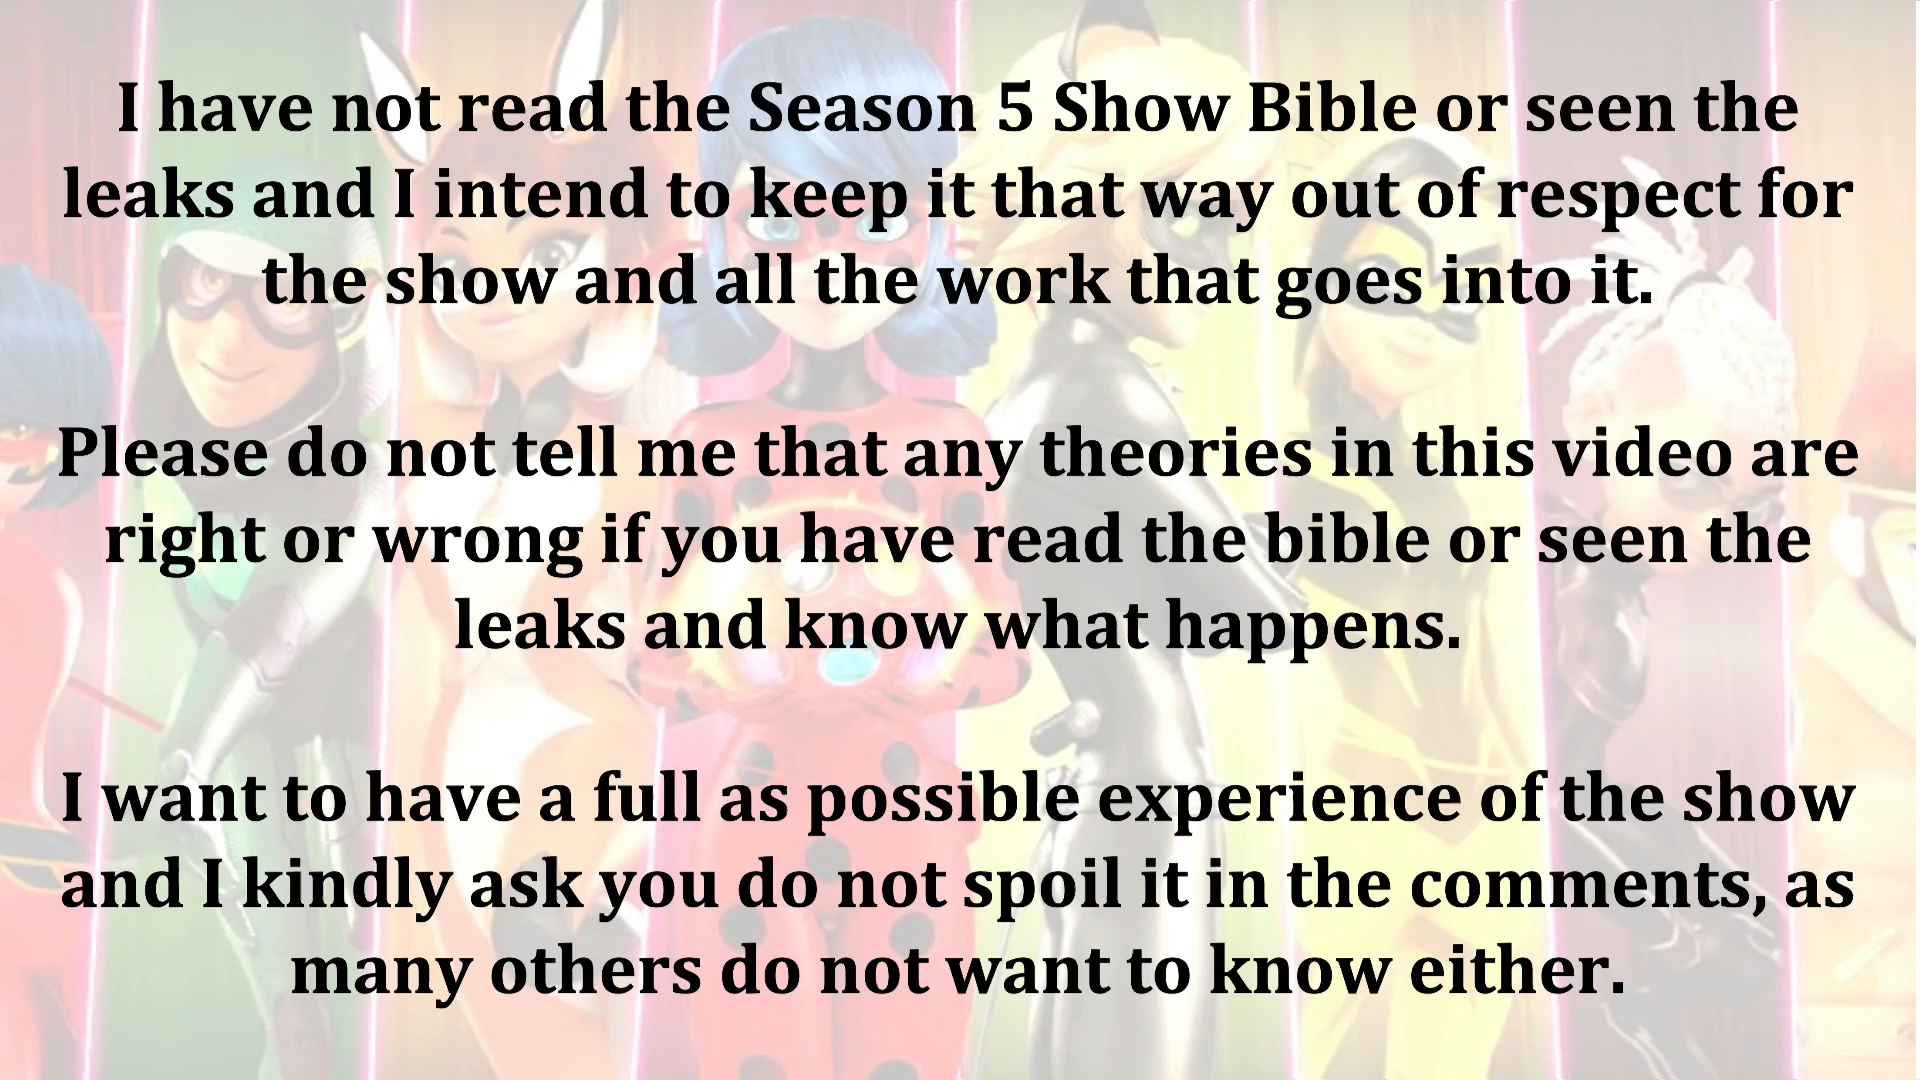 I have not read the Season 5 Show Bible or seen the
leaks and I intend to keep it that way out of respect for
the show and all the work that goes into it.
Please do not tell me that any theories in this video are
right or wrong if you have read the bible or seen the
leaks and know what happens.
I want to have a full as possible experience of the show
and I kindly ask you do not spoil it in the comments, as
many others do not want to know either.